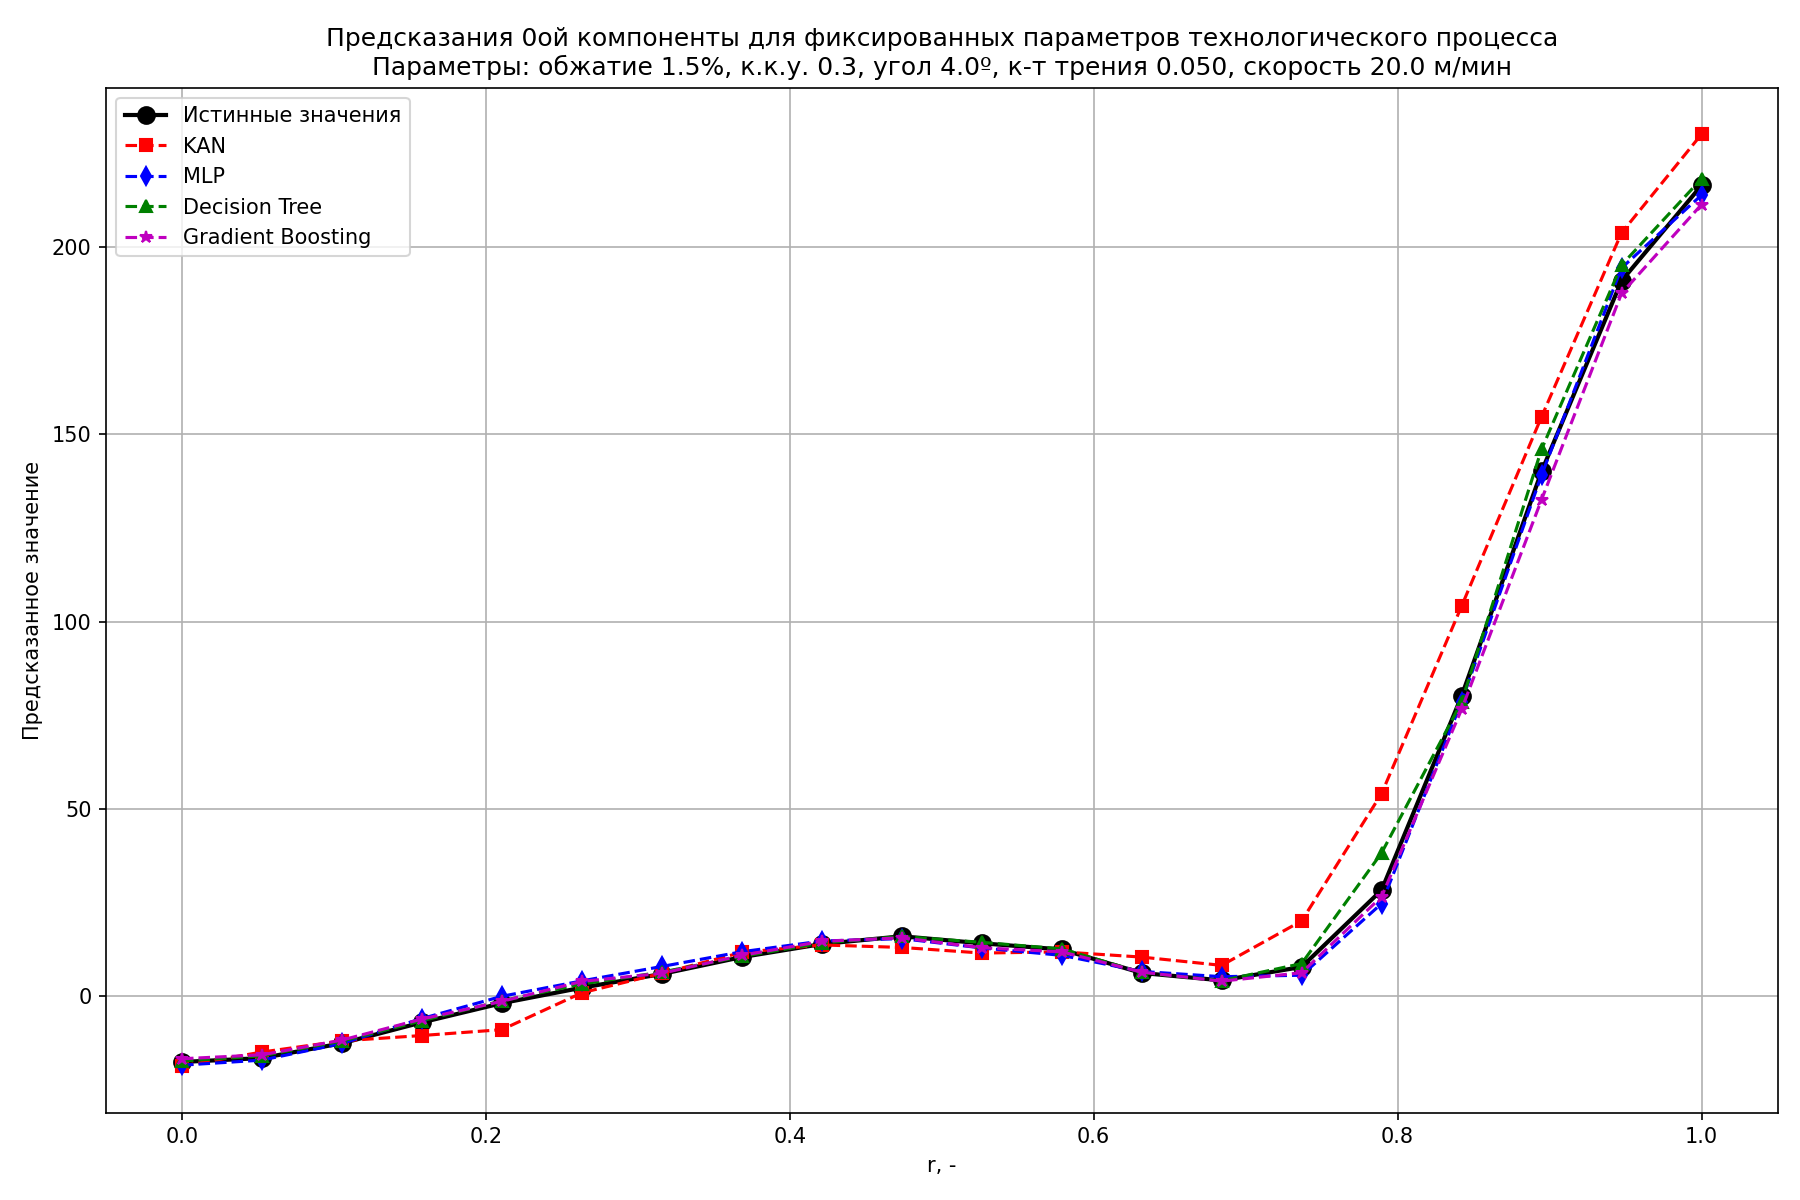 Предсказания 0ой компоненты для фиксированных параметров технологического процесса
Параметры: обжатие 1.5%, к.к.у. 0.3, угол 4.0º, к-т трения 0.050, скорость 20.0 м/мин
Истинные значения
KAN
MLP
Decision Tree
Gradient Boosting
Предсказанное значение
200
150
100
50
0
0.0
0.2
0.4
0.6
0.8
1.0
r, -